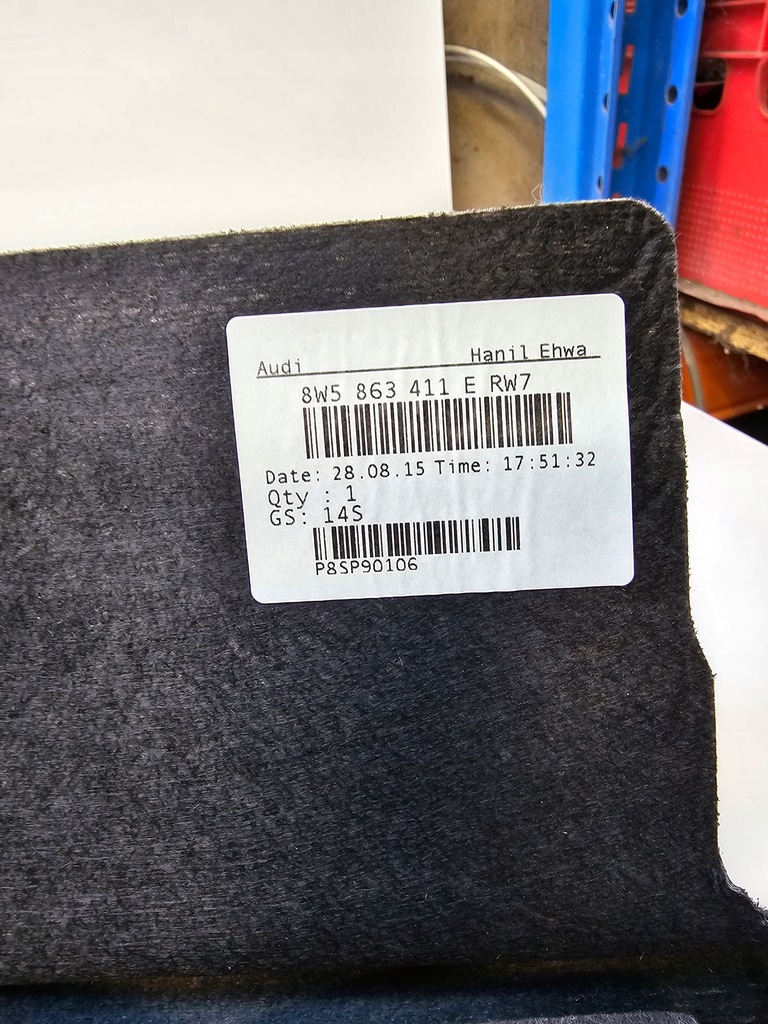 Audi Hanil Ehwa
8W5 863 411 E RW7
Date: 28.08.15 Time: 17:51:32
Qty : 1
GS: 14S
P8SP90106